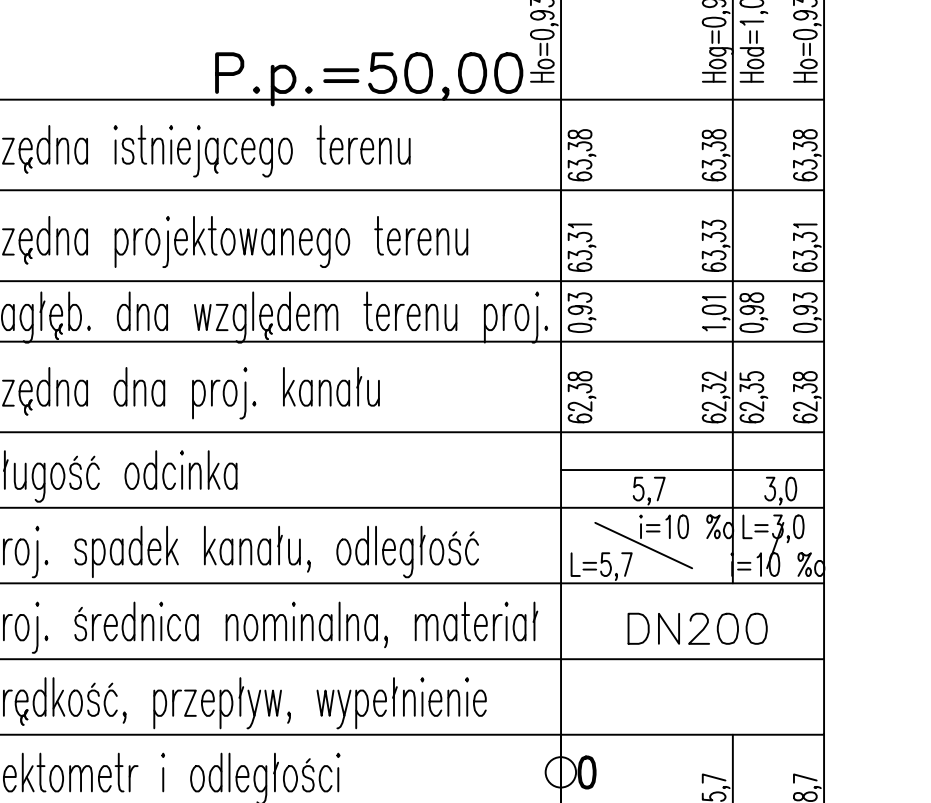 Ho=0,93 Hog=0,9 Hod=1,0 Ho=0,93
P.p.=50,00
zędna istniejącego terenu 63,38 63,38 63,38
zędna projektowanego terenu 63,31 63,33 63,31
agłęb. dna względem terenu proj. 0,93 1,01 0,98 0,93
zędna dna proj. kanału 62,38 62,32 62,35 62,38
ługość odcinka 5,7 3,0
roj. spadek kanału, odległość i=10 ‰ L=5,7 L=3,0 i=10 ‰
roj. średnica nominalna, materiał DN200
rędkość, przepływ, wypełnienie
ektometr i odległości 0 5,7 8,7